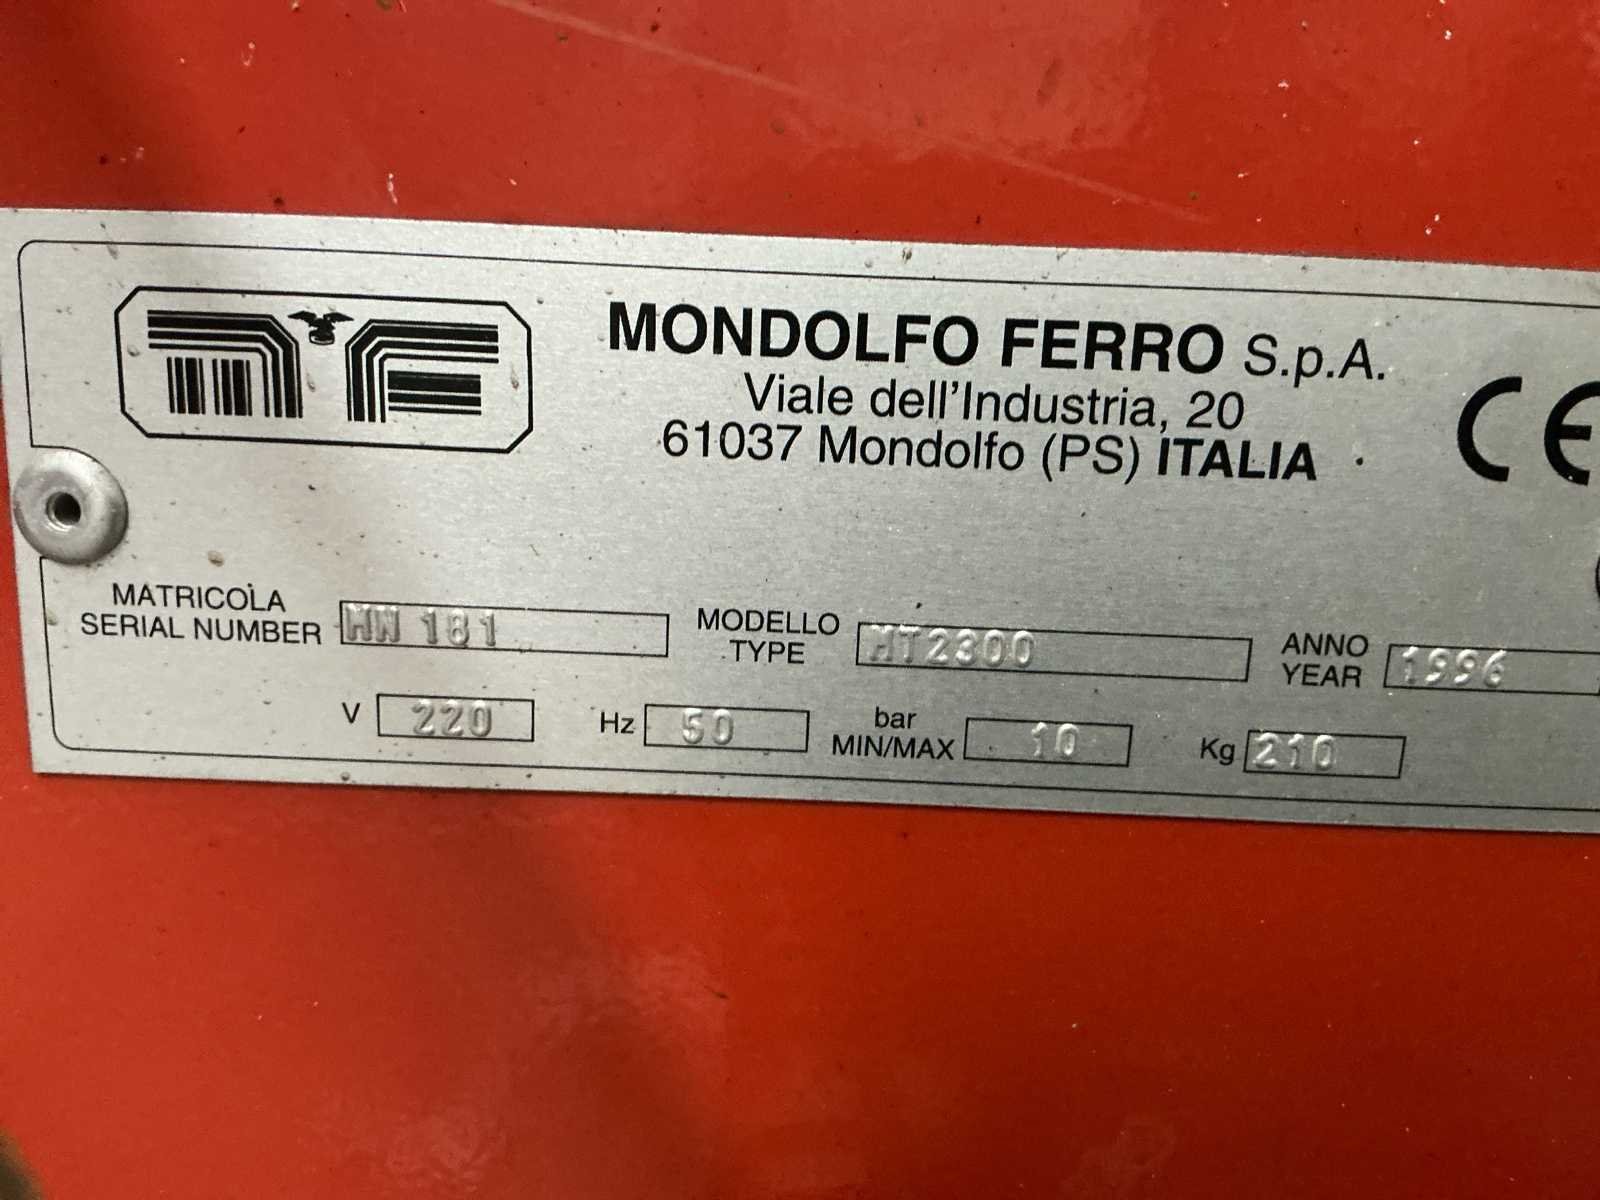 MONDOLFO FERRO S.p.A.
Viale dell'Industria, 20
61037 Mondolfo (PS) ITALIA
CE
MATRICOLA
SERIAL NUMBER HW 181
MODELLO
TYPE MT2300
ANNO
YEAR 1996
V 220
Hz 50
bar
MIN/MAX 10
Kg 210